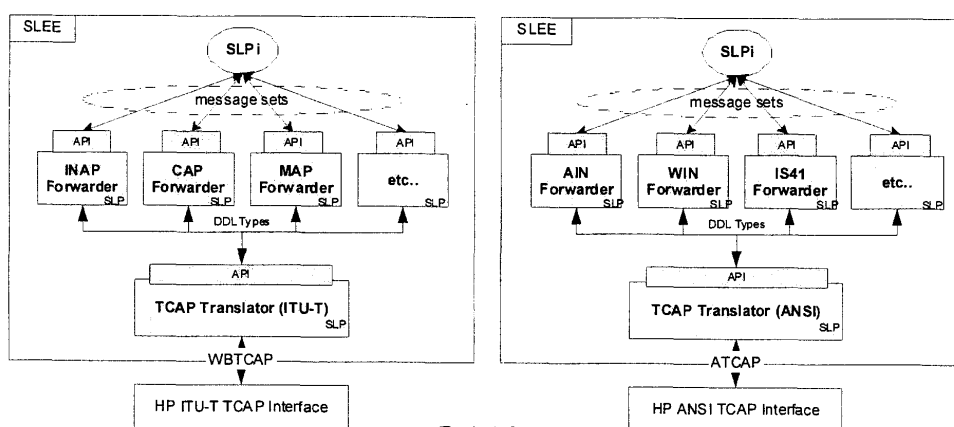 SLEE
SLPi
message sets
API
API
API
API
INAP
Forwarder
SLP
CAP
Forwarder
SLP
MAP
Forwarder
SLP
etc..
SLP
DDL Types
API
TCAP Translator (ITU-T)
SLP
WBTCAP
HP ITU-T TCAP Interface
SLEE
SLPi
message sets
API
API
API
API
AIN
Forwarder
SLP
WIN
Forwarder
SLP
IS41
Forwarder
SLP
etc..
SLP
DDL Types
API
TCAP Translator (ANSI)
SLP
ATCAP
HP ANSI TCAP Interface